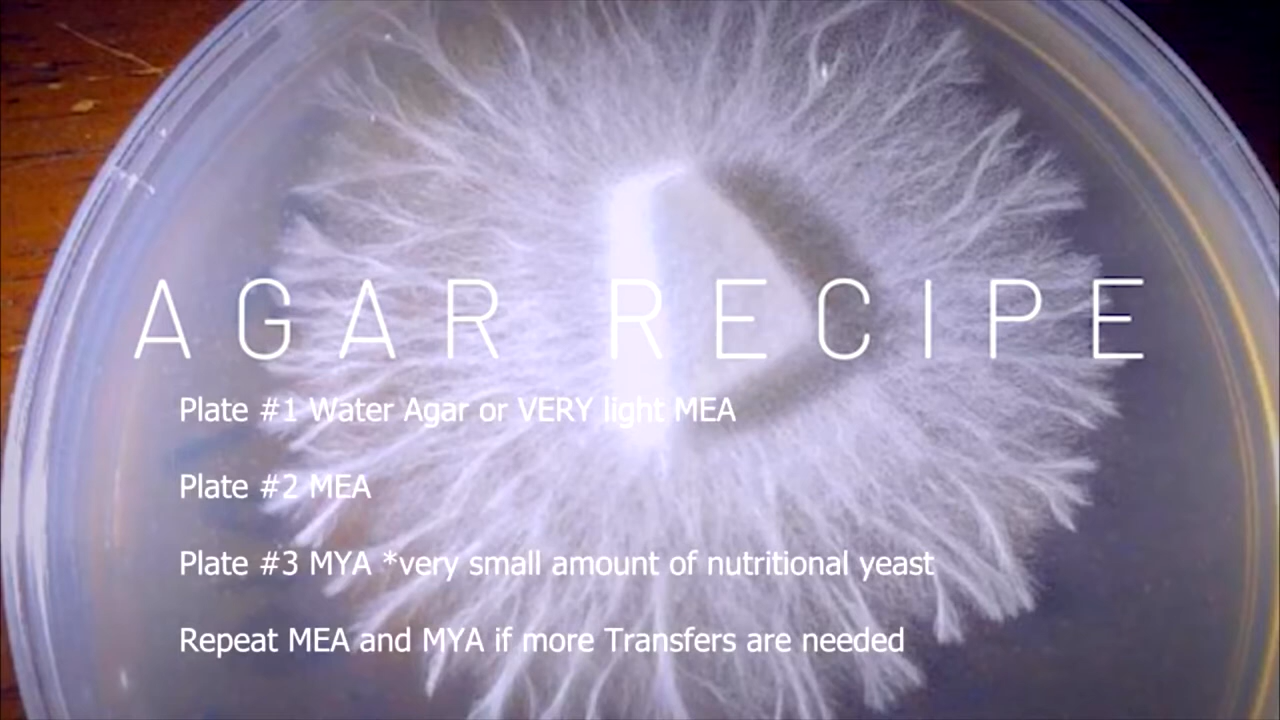 AGAR RECIPE
Plate #1 Water Agar or VERY light MEA
Plate #2 MEA
Plate #3 MYA *very small amount of nutritional yeast
Repeat MEA and MYA if more Transfers are needed